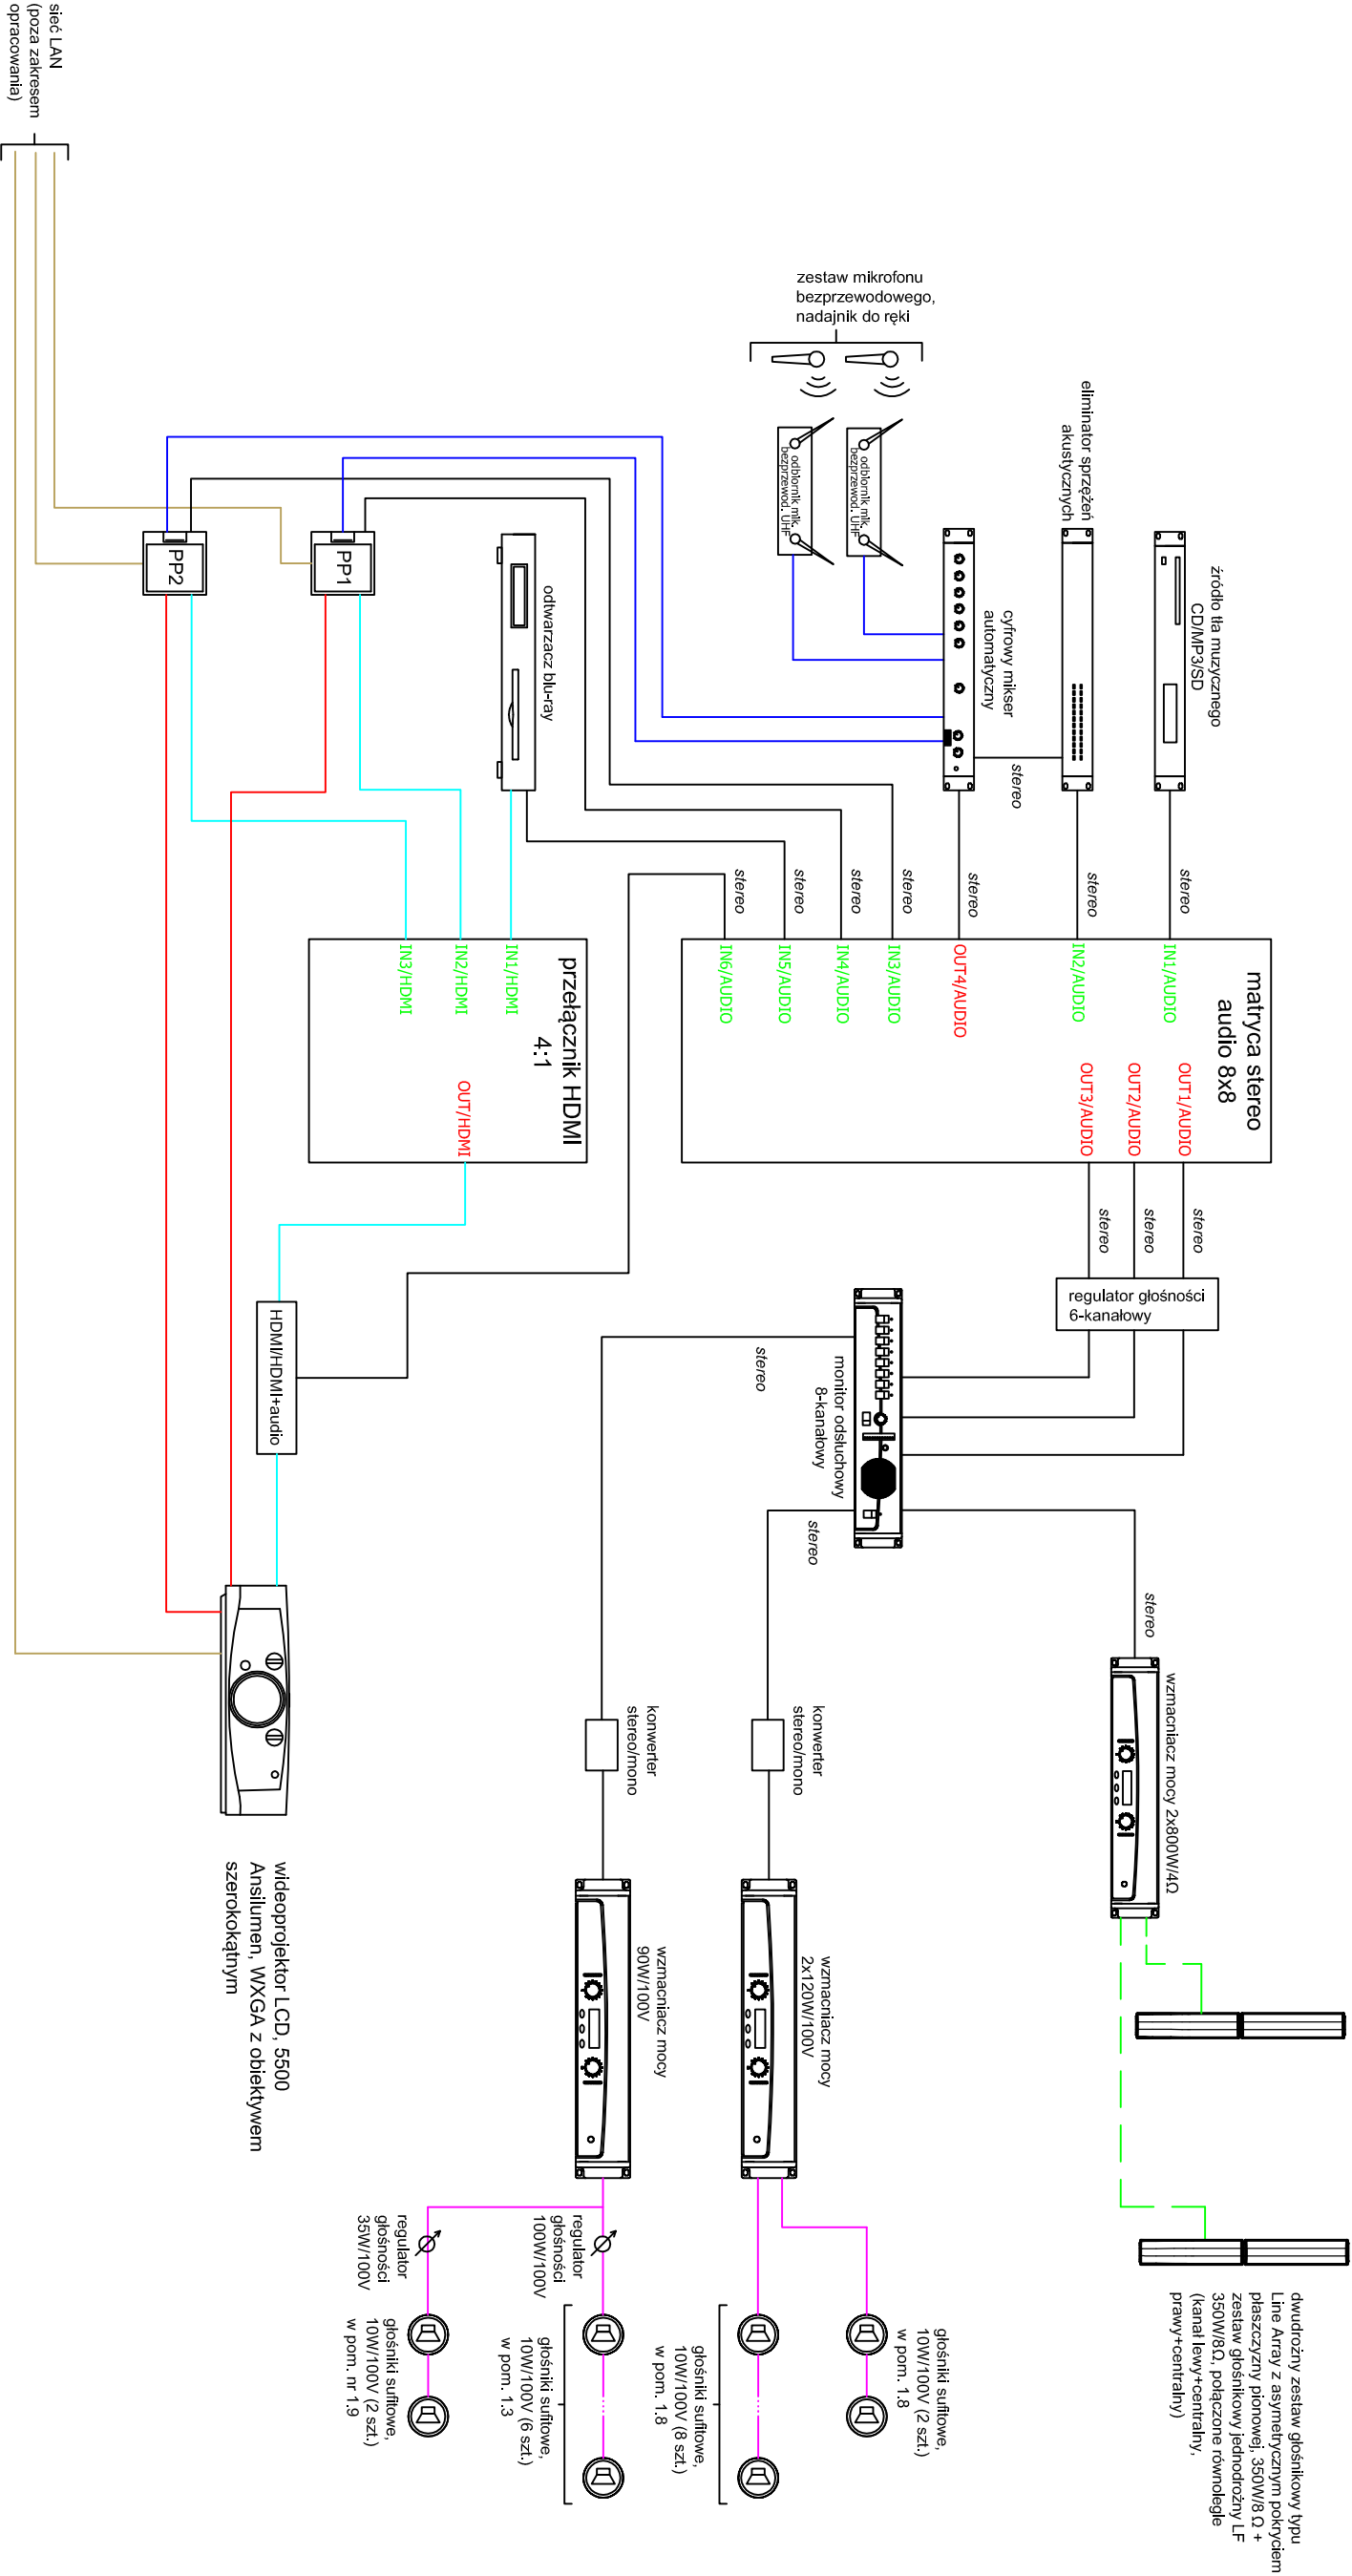 sieć LAN
(poza zakresem
opracowania)
zestaw mikrofonu
bezprzewodowego,
nadajnik do ręki
odbiornik mik.
bezprzewod. UHF
odbiornik mik.
bezprzewod. UHF
eliminator sprzężeń
akustycznych
źródło tła muzycznego
CD/MP3/SD
cyfrowy mikser
automatyczny
stereo
odtwarzacz blu-ray
PP1
PP2
stereo
stereo
stereo
stereo
stereo
stereo
stereo
matryca stereo
audio 8x8
IN1/AUDIO
IN2/AUDIO
OUT4/AUDIO
IN3/AUDIO
IN4/AUDIO
IN5/AUDIO
IN6/AUDIO
OUT1/AUDIO
OUT2/AUDIO
OUT3/AUDIO
przełącznik HDMI
4:1
IN1/HDMI
IN2/HDMI
IN3/HDMI
OUT/HDMI
stereo
stereo
stereo
regulator głośności
6-kanałowy
HDMI/HDMI+audio
monitor odsłuchowy
8-kanałowy
stereo
stereo
stereo
wzmacniacz mocy 2x800W/4Ω
konwerter
stereo/mono
konwerter
stereo/mono
wzmacniacz mocy
2x120W/100V
wzmacniacz mocy
90W/100V
wideoprojektor LCD, 5500
Ansilumen, WXGA z obiektywem
szerokokątnym
regulator
głośności
100W/100V
regulator
głośności
35W/100V
głośniki sufitowe,
10W/100V (2 szt.)
w pom. 1.8
głośniki sufitowe,
10W/100V (8 szt.)
w pom. 1.8
głośniki sufitowe,
10W/100V (6 szt.)
w pom. 1.3
głośniki sufitowe,
10W/100V (2 szt.)
w pom. nr 1.9
dwudrożny zestaw głośnikowy typu
Line Array z asymetrycznym pokryciem
płaszczyzny pionowej, 350W/8 Ω +
zestaw głośnikowy jednodrożny LF
350W/8Ω, połączone równolegle
(kanał lewy+centralny,
prawy+centralny)